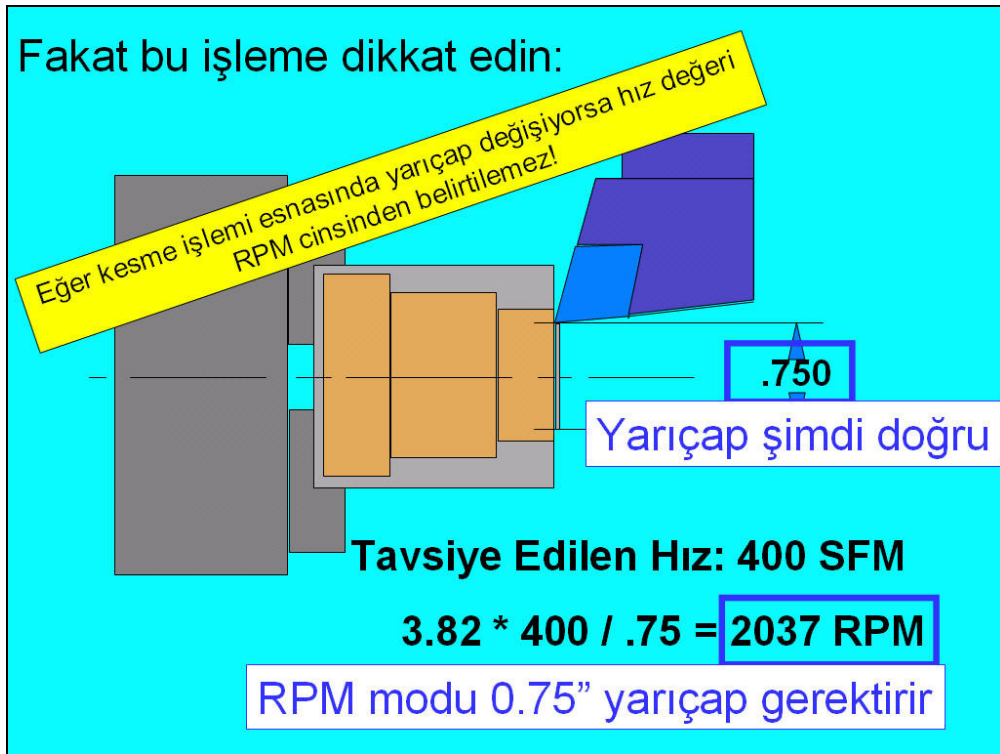 Fakat bu işleme dikkat edin:
Eğer kesme işlemi esnasında yarıçap değişiyorsa hız değeri
RPM cinsinden belirtilemez!
.750
Yarıçap şimdi doğru
Tavsiye Edilen Hız: 400 SFM
3.82 * 400 / .75 = 2037 RPM
RPM modu 0.75” yarıçap gerektirir